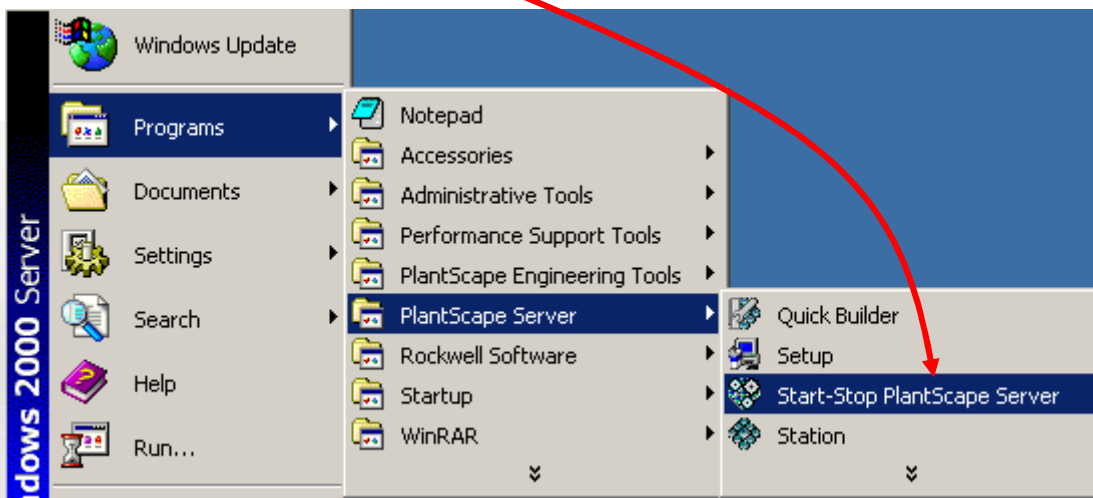 Windows Update
Programs
Documents
Settings
Search
Help
Run...
dows 2000 Server
Notepad
Accessories
Administrative Tools
Performance Support Tools
PlantScape Engineering Tools
PlantScape Server
Rockwell Software
Startup
WinRAR
Quick Builder
Setup
Start-Stop PlantScape Server
Station